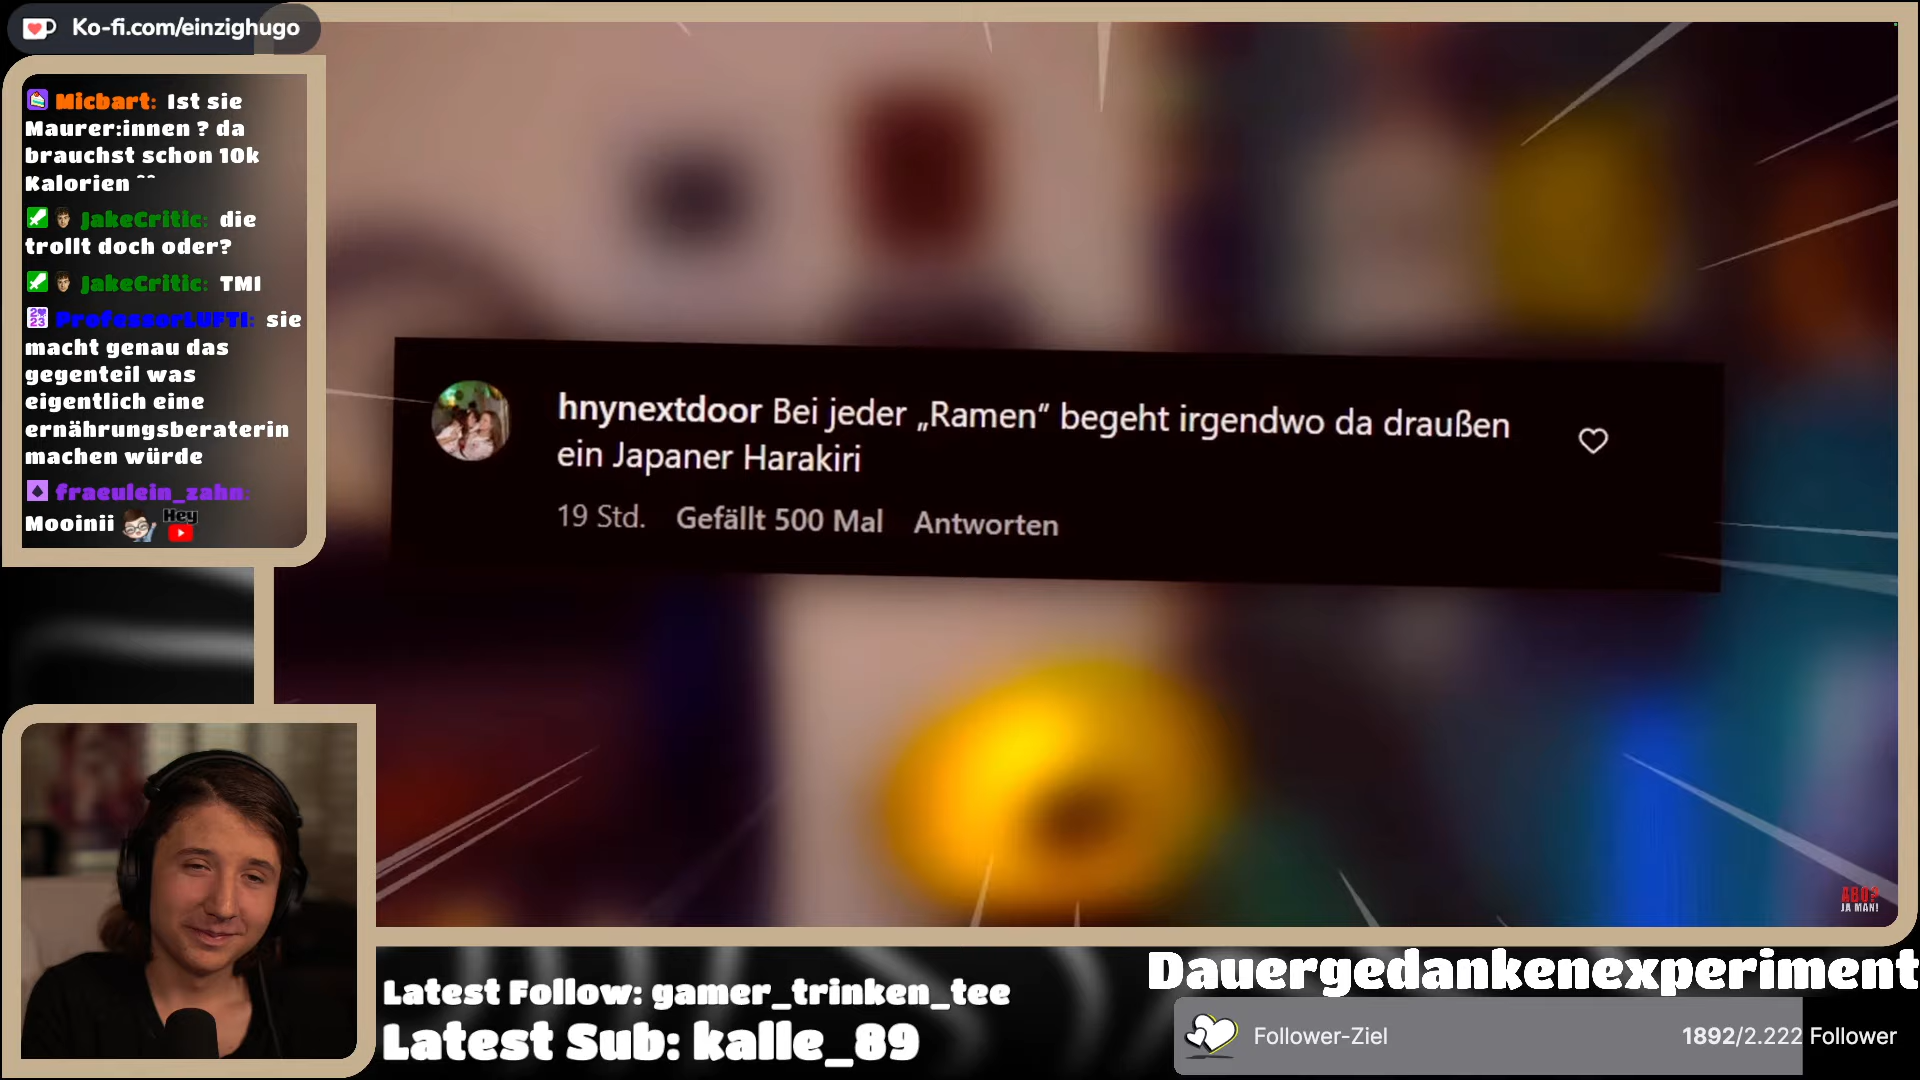 Ko-fi.com/einzighugo
Micbart: Ist sie
Maurer:innen ? da
brauchst schon 10k
Kalorien ^^
JakeCritic: die
trollt doch oder?
JakeCritic: TMI
ProfessorLUFTI: sie
macht genau das
gegenteil was
eigentlich eine
ernährungsberaterin
machen würde
fraeulein_zahn:
Mooinii Hey
hnynextdoor Bei jeder „Ramen“ begeht irgendwo da draußen
ein Japaner Harakiri
19 Std. Gefällt 500 Mal Antworten
ABO?
JA MAN!
Latest Follow: gamer_trinken_tee
Latest Sub: kalle_89
Dauergedankenexperiment
Follower-Ziel 1892/2.222 Follower